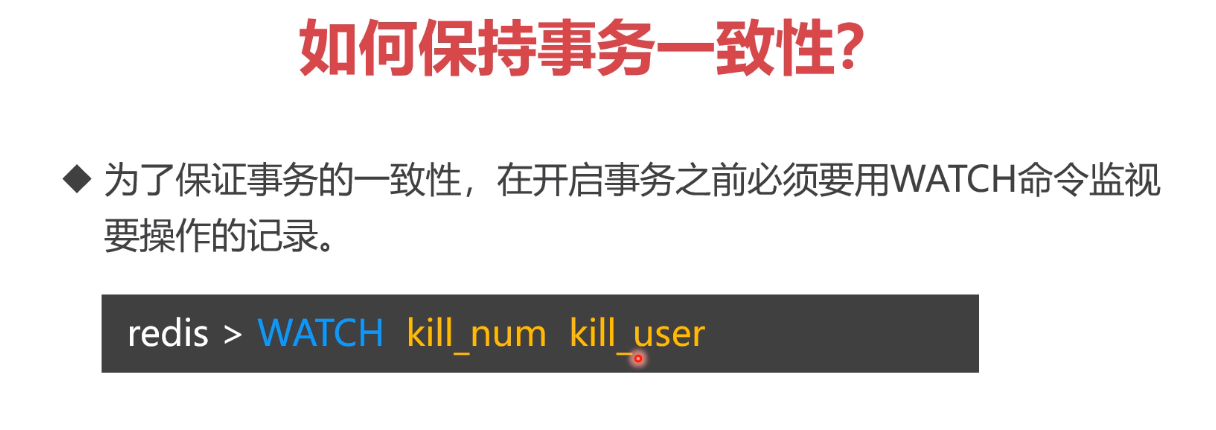 如何保持事务一致性?
◆ 为了保证事务的一致性，在开启事务之前必须要用WATCH命令监视
要操作的记录。
redis > WATCH kill_num kill_user